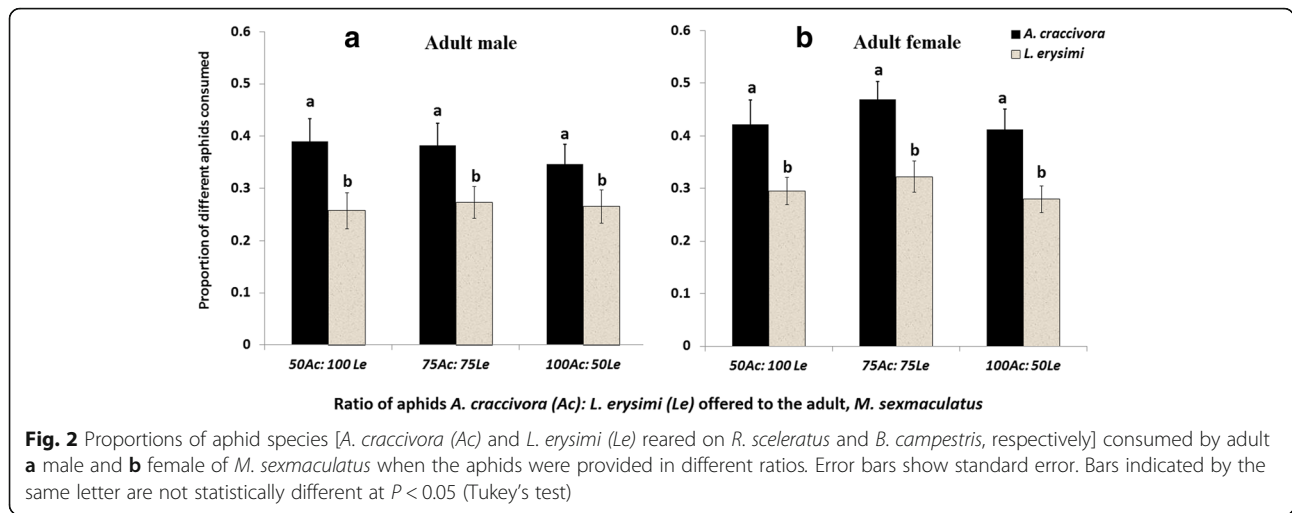 0.6
0.5
0.4
0.3
0.2
0.1
0
Proportion of different aphids consumed
a
Adult male
a
b
a
b
a
b
50Ac: 100 Le
75Ac: 75Le
100Ac: 50Le
0.6
0.5
0.4
0.3
0.2
0.1
0
b
Adult female
A. craccivora
L. erysimi
a
b
a
b
a
b
50Ac: 100 Le
75Ac: 75Le
100Ac: 50Le
Ratio of aphids A. craccivora (Ac): L. erysimi (Le) offered to the adult, M. sexmaculatus
Fig. 2 Proportions of aphid species [A. craccivora (Ac) and L. erysimi (Le) reared on R. sceleratus and B. campestris, respectively] consumed by adult
a male and b female of M. sexmaculatus when the aphids were provided in different ratios. Error bars show standard error. Bars indicated by the
same letter are not statistically different at P < 0.05 (Tukey's test)